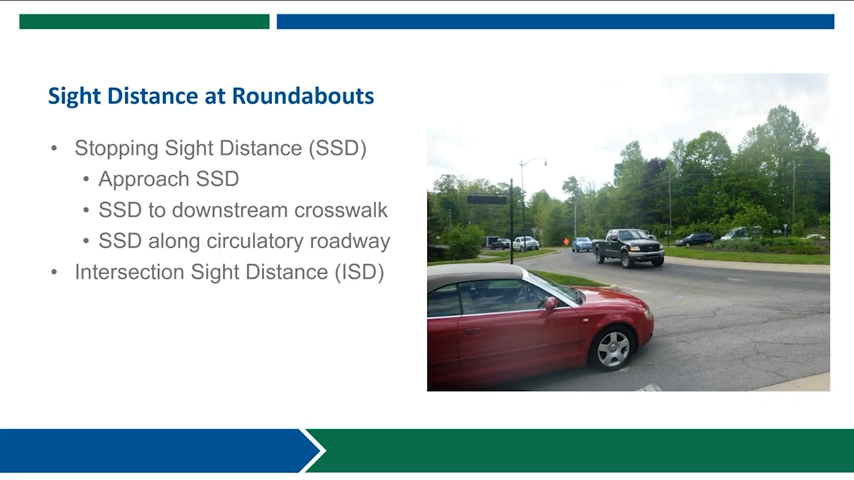 Sight Distance at Roundabouts
• Stopping Sight Distance (SSD)
• Approach SSD
• SSD to downstream crosswalk
• SSD along circulatory roadway
• Intersection Sight Distance (ISD)